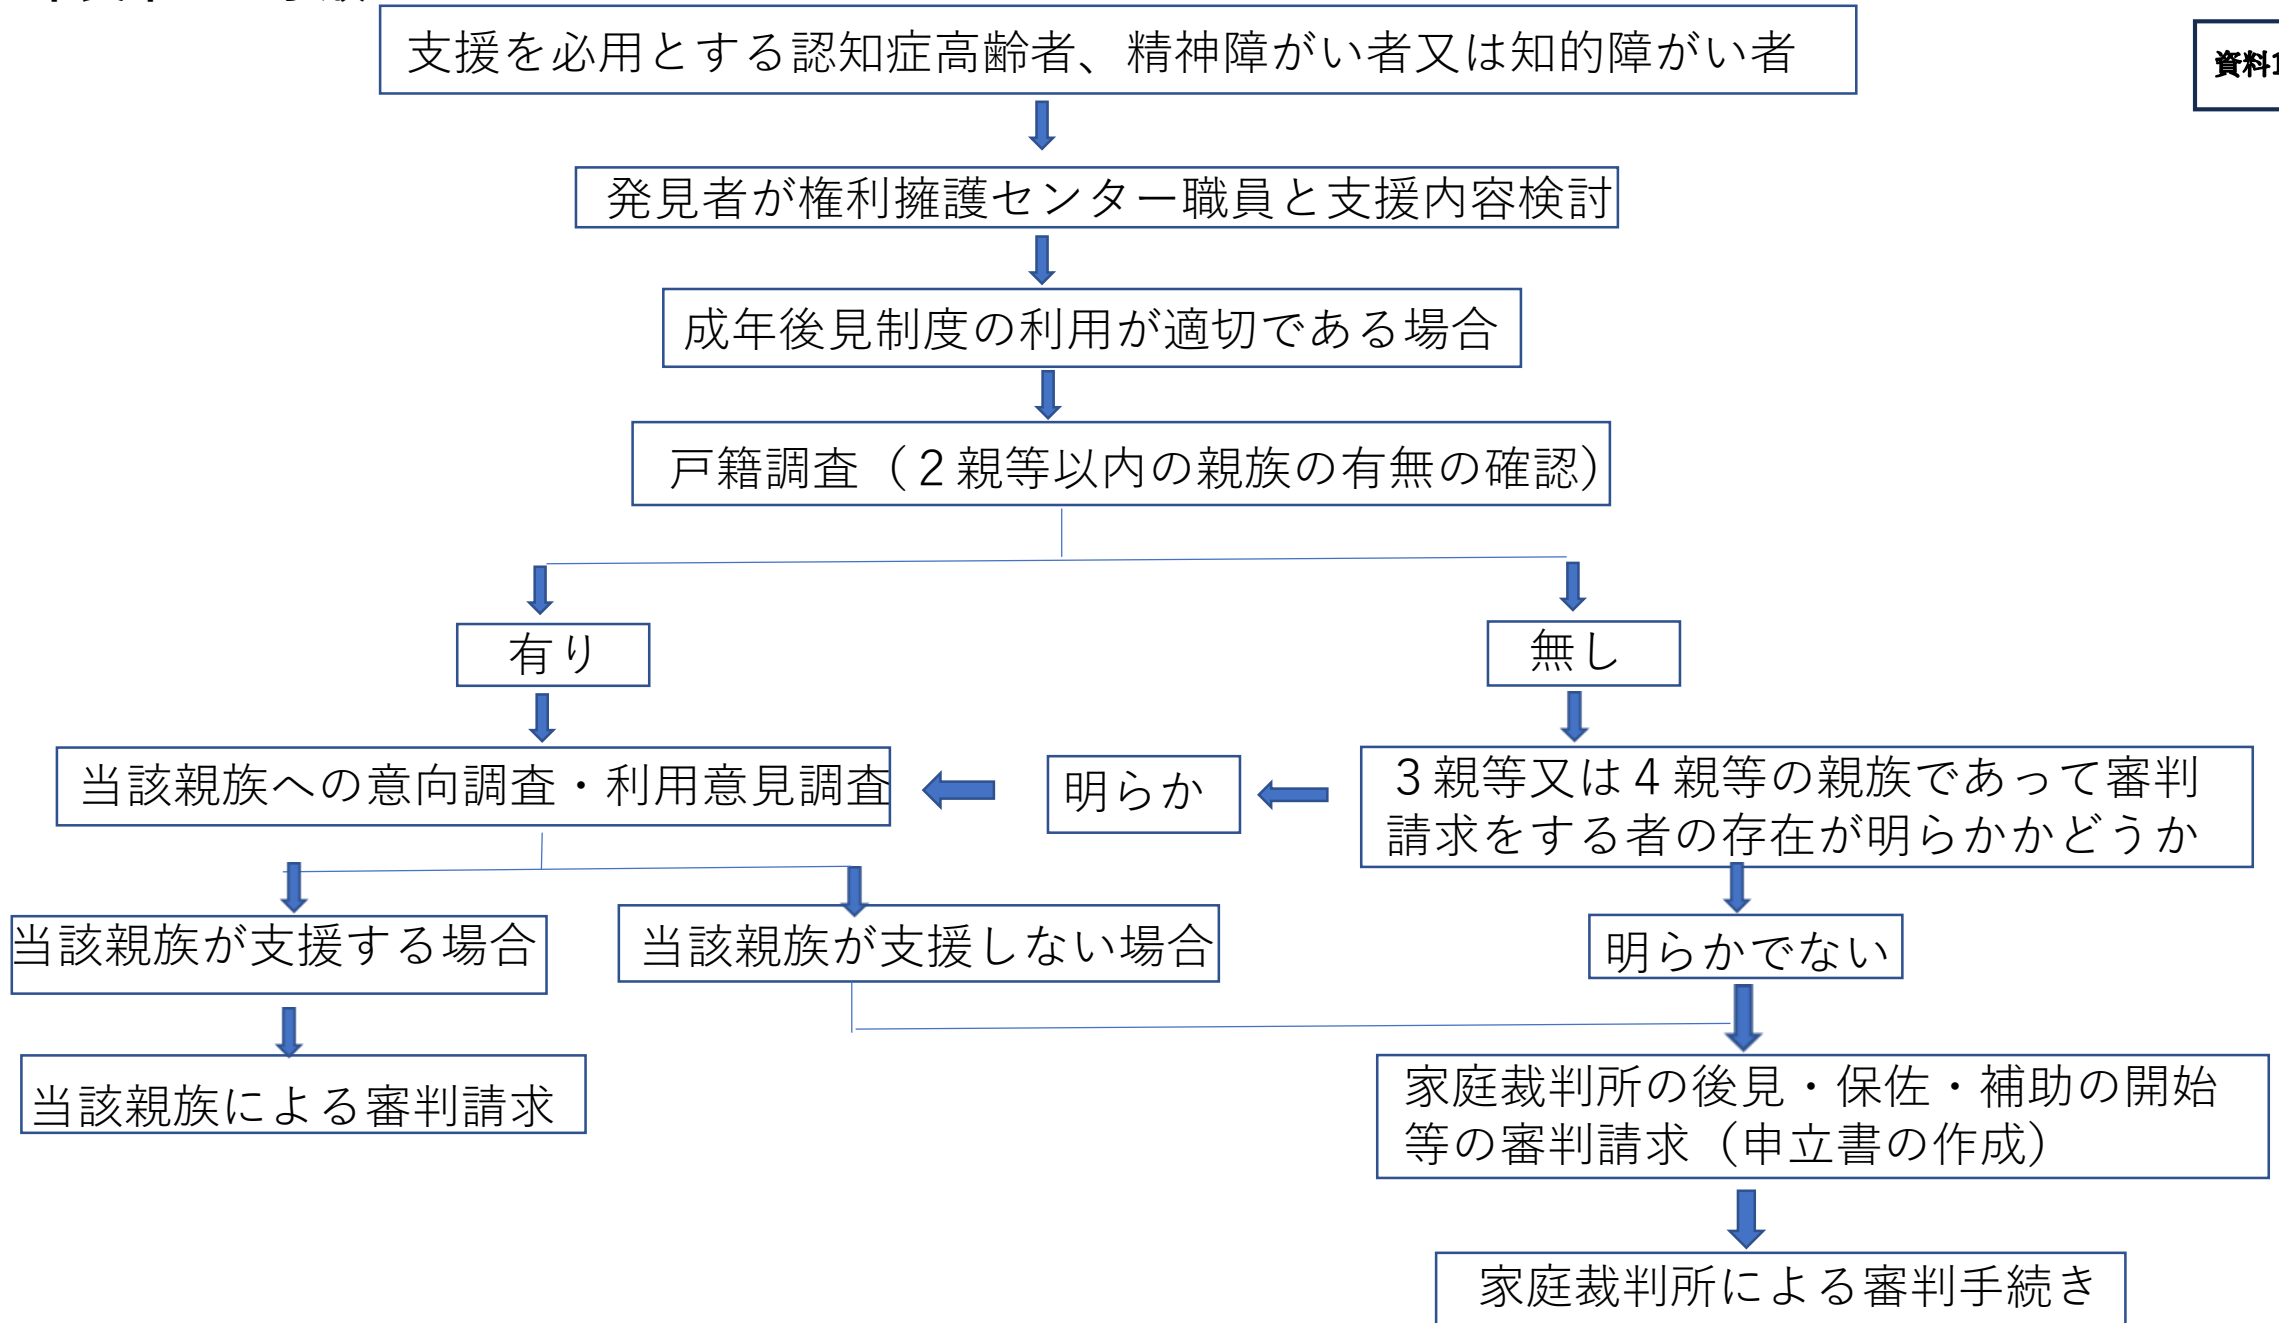 支援を必用とする認知症高齢者、精神障がい者又は知的障がい者
資料1
発見者が権利擁護センター職員と支援内容検討
成年後見制度の利用が適切である場合
戸籍調査（２親等以内の親族の有無の確認）
有り
無し
当該親族への意向調査・利用意見調査
明らか
３親等又は４親等の親族であって審判
請求をする者の存在が明らかかどうか
当該親族が支援する場合
当該親族が支援しない場合
明らかでない
当該親族による審判請求
家庭裁判所の後見・保佐・補助の開始
等の審判請求（申立書の作成）
家庭裁判所による審判手続き